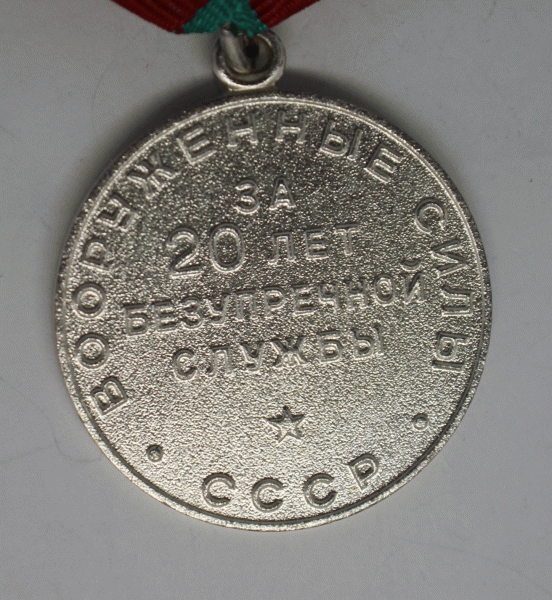 ВООРУЖЕННЫЕ СИЛЫ
ЗА
20 ЛЕТ
БЕЗУПРЕЧНОЙ
СЛУЖБЫ
СССР